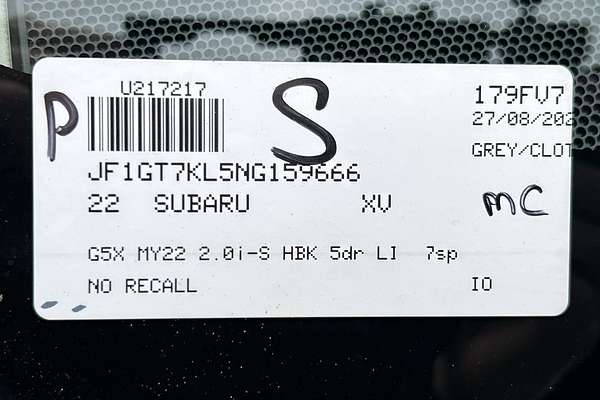 P
U217217
S
179FV7
27/08/202
JF1GT7KL5NG159666
GREY/CLOT
22 SUBARU XV
MC
G5X MY22 2.0i-S HBK 5dr LI 7sp
NO RECALL
IO